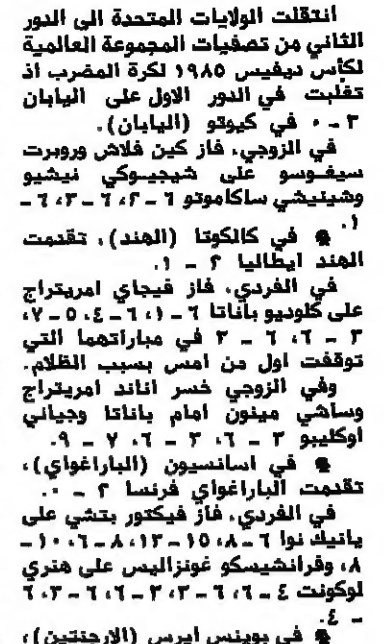 انتقلت الولايات المتحدة الى الدور
الثاني من تصفيات المجموعة العالمية
لكأس ديفيس ١٩٨٥ لكرة المضرب اذ
تغلبت في الدور الاول على اليابان
٣ - ٠ في كيوتو (اليابان).
في الزوجي، فاز كين فلاش وروبرت
سيغوسو على شيجيوكي نيشيو
وشينيشي ساكاموتو ٦ - ٢، ٦ - ٣، ٦ -
١.
● في كالكوتا (الهند)، تقدمت
الهند ايطاليا ٢ - ١.
في الفردي، فاز فيجاي امريتراج
على كلوديو باناتا ٦ - ١، ٦ - ٤، ٥ - ٧،
٣ - ٦، ٦ - ٣ في مباراتهما التي
توقفت اول من امس بسبب الظلام.
وفي الزوجي خسر اناند امريتراج
وساشي مينون امام باناتا وجياني
اوكليبو ٣ - ٦، ٣ - ٦، ٧ - ٩.
● في اسانسيون (الباراغواي)،
تقدمت الباراغواي فرنسا ٢ - ٠.
في الفردي، فاز فيكتور بتشي على
يانيك نوا ٦ - ٨، ١٥ - ١٣، ٨ - ٦، ١٠ -
٨، وفرانشيسكو غونزاليس على هنري
لوكونت ٤ - ٦، ٦ - ٢، ٣ - ٦، ٦ - ٣، ٦
- ٤.
● في بوينس ايرس (الارجنتين)،